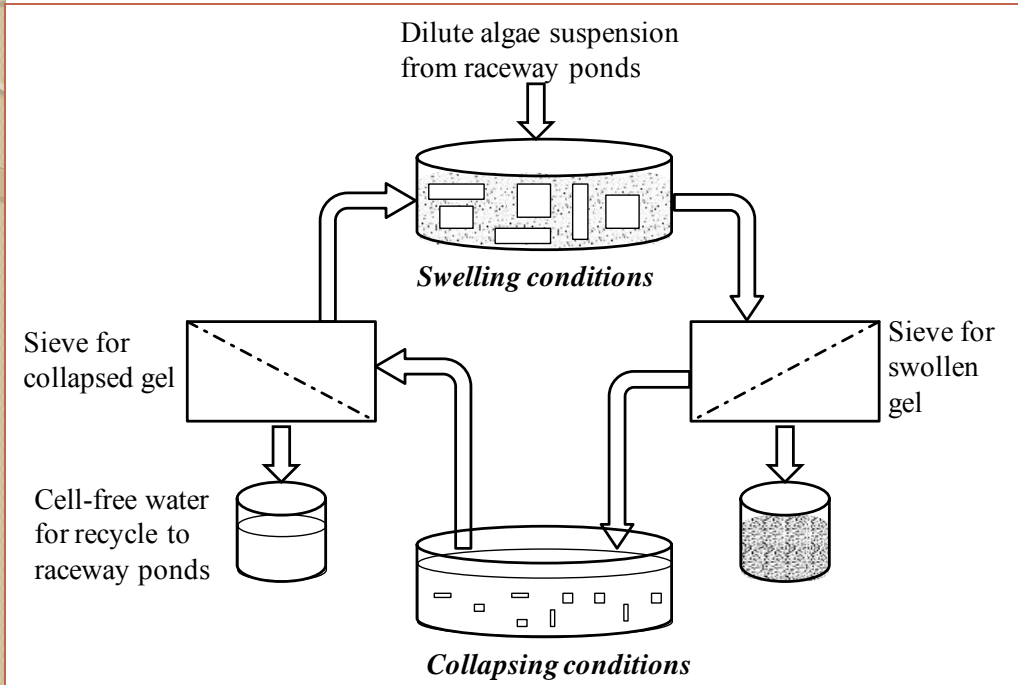 Dilute algae suspension
from raceway ponds
Swelling conditions
Sieve for
collapsed gel
Sieve for
swollen
gel
Cell-free water
for recycle to
raceway ponds
Collapsing conditions